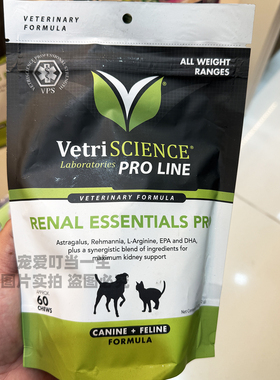 VETERINARY
FORMULA
VPS
ALL WEIGHT
RANGES
VetriSCIENCE®
Laboratories PRO LINE
VETERINARY FORMULA
RENAL ESSENTIALS PR
Astragalus, Rehmannia, L-Arginine, EPA and DHA,
plus a synergistic blend of ingredients for
maximum kidney support
宠爱叮当一生
图片实拍 盗图必
60
CHEWS
CANINE + FELINE
FORMULA